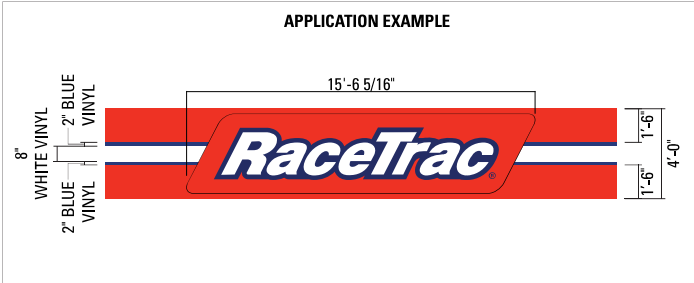 APPLICATION EXAMPLE
15'-6 5/16"
2" BLUE
VINYL
8"
WHITE VINYL
2" BLUE
VINYL
RaceTrac®
1'-6"
4'-0"
1'-6"